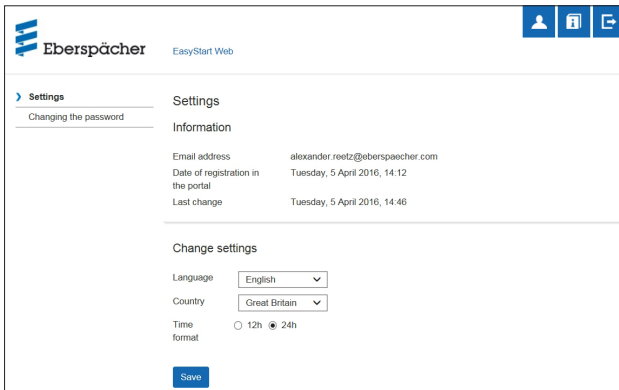 Eberspächer
EasyStart Web
Settings
Changing the password
Settings
Information
Email address alexander.reetz@eberspaecher.com
Date of registration in Tuesday, 5 April 2016, 14:12
the portal
Last change Tuesday, 5 April 2016, 14:46
Change settings
Language English
Country Great Britain
Time 12h 24h
format
Save